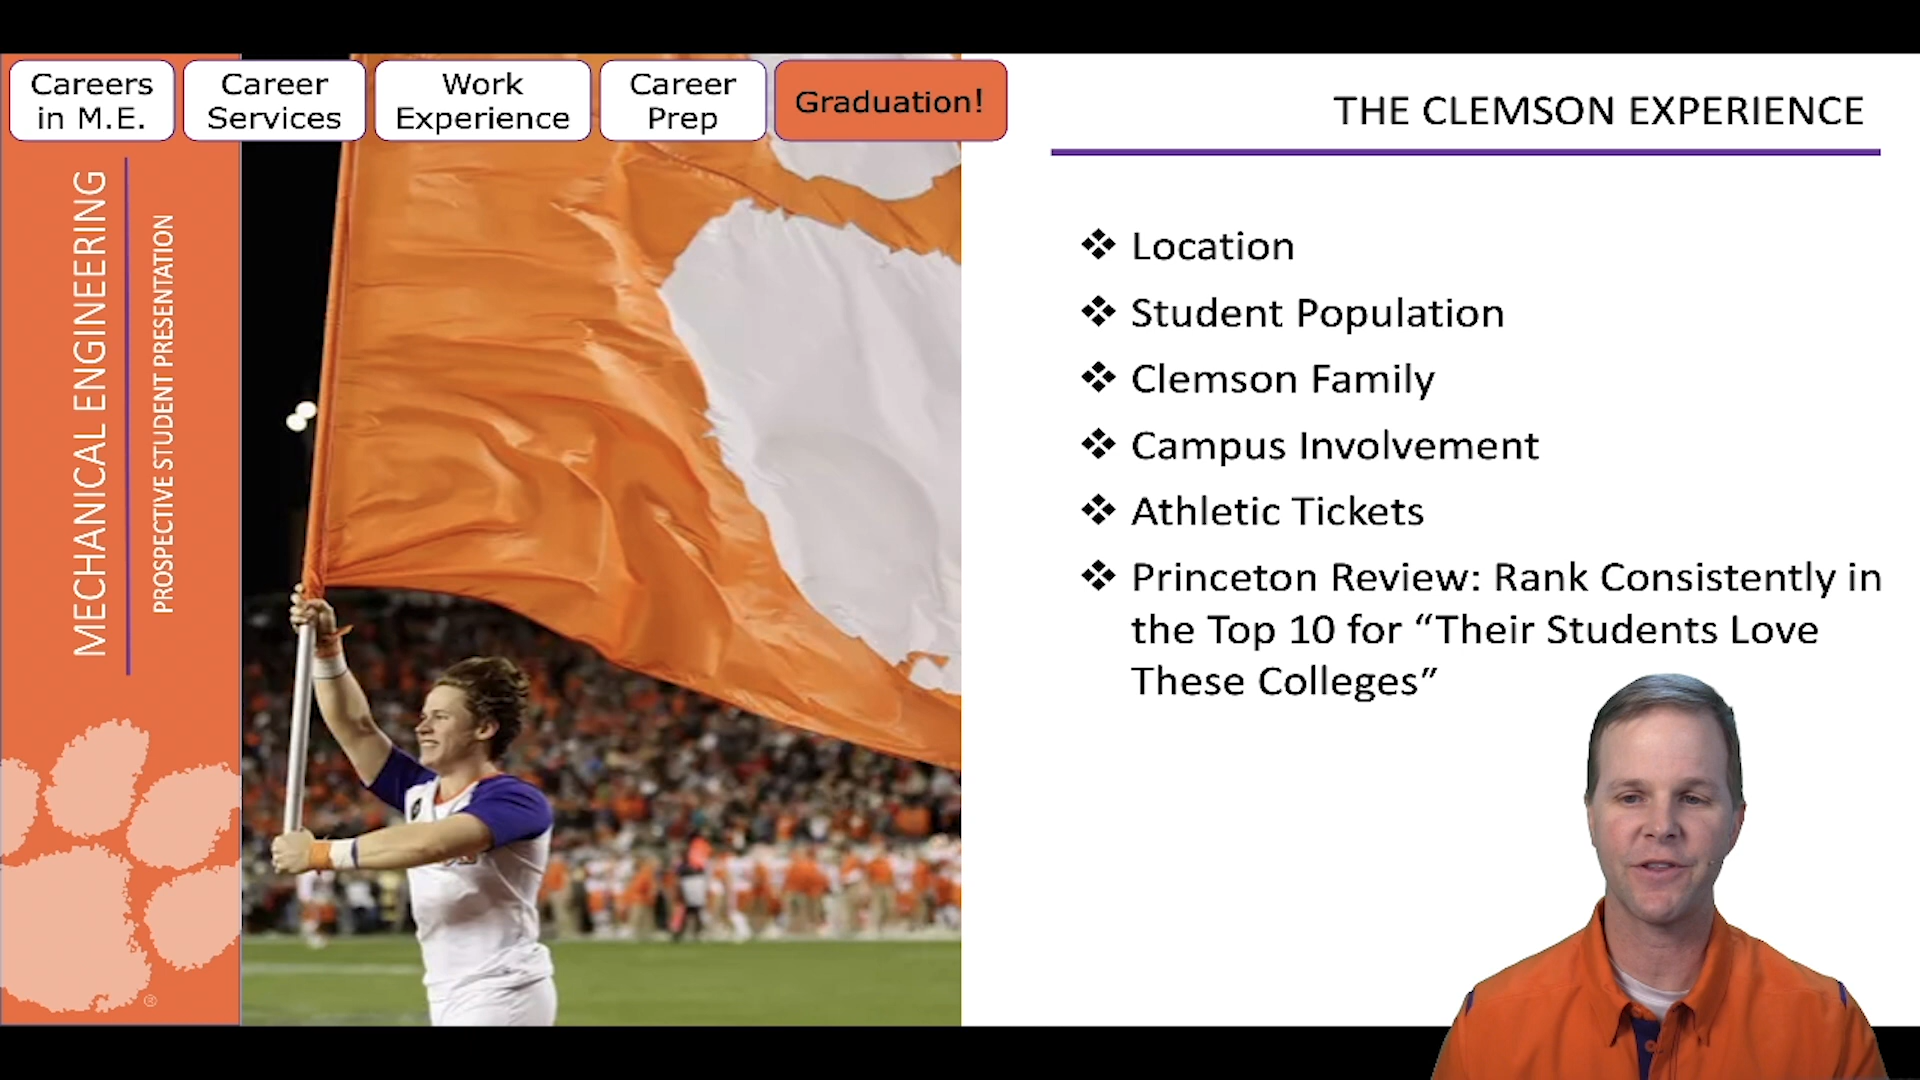 Careers
in M.E.
Career
Services
Work
Experience
Career
Prep
Graduation!
MECHANICAL ENGINEERING
PROSPECTIVE STUDENT PRESENTATION
®
THE CLEMSON EXPERIENCE
❖ Location
❖ Student Population
❖ Clemson Family
❖ Campus Involvement
❖ Athletic Tickets
❖ Princeton Review: Rank Consistently in
the Top 10 for “Their Students Love
These Colleges”